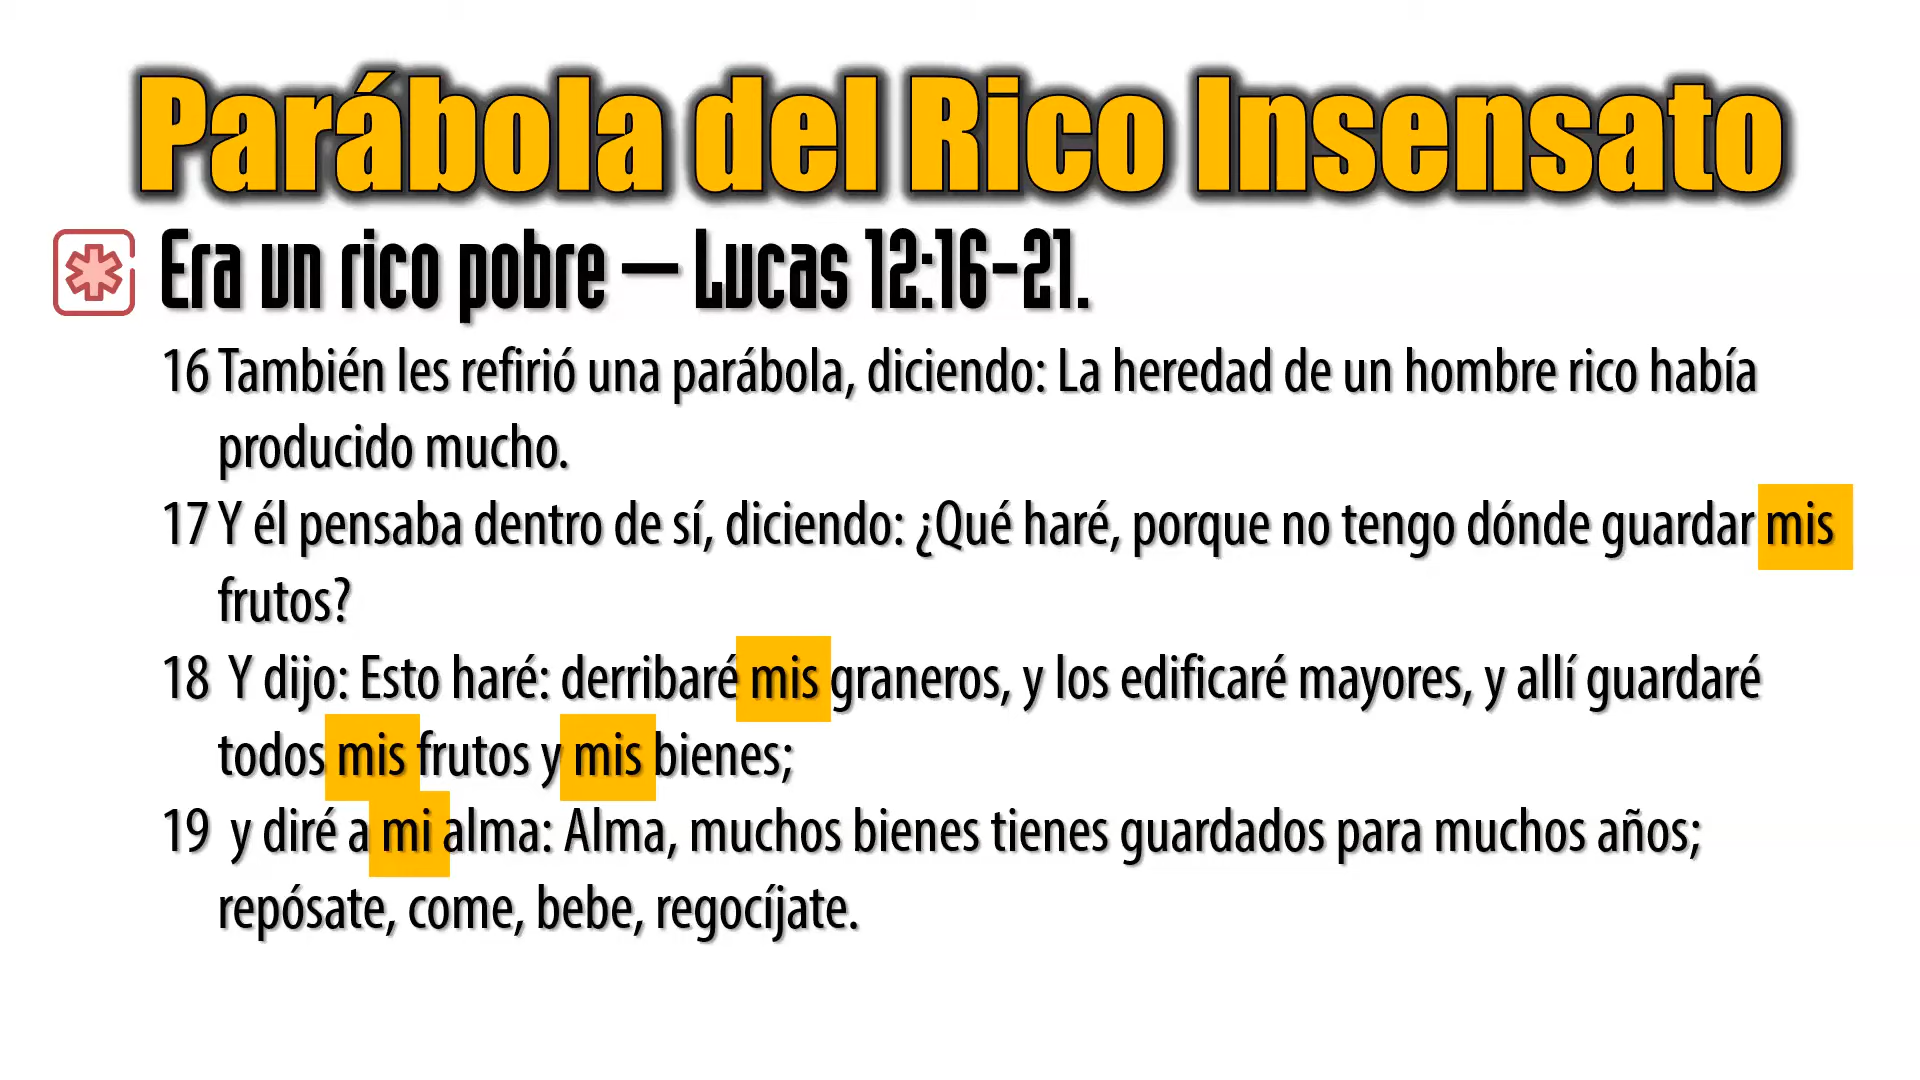 Parábola del Rico Insensato
Era un rico pobre – Lucas 12:16-21.
16 También les refirió una parábola, diciendo: La heredad de un hombre rico había
producido mucho.
17 Y él pensaba dentro de sí, diciendo: ¿Qué haré, porque no tengo dónde guardar mis
frutos?
18 Y dijo: Esto haré: derribaré mis graneros, y los edificaré mayores, y allí guardaré
todos mis frutos y mis bienes;
19 y diré a mi alma: Alma, muchos bienes tienes guardados para muchos años;
repósate, come, bebe, regocíjate.